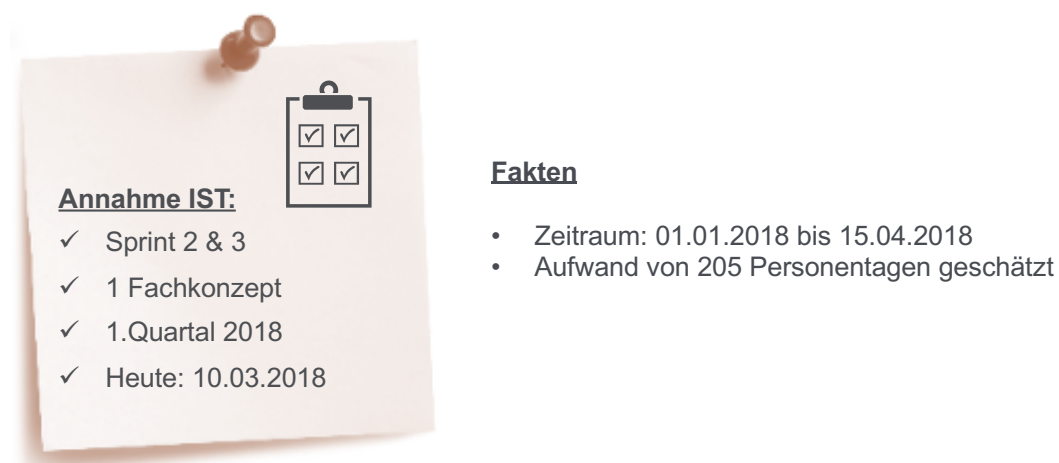 Annahme IST:
✓ Sprint 2 & 3
✓ 1 Fachkonzept
✓ 1.Quartal 2018
✓ Heute: 10.03.2018
Fakten
• Zeitraum: 01.01.2018 bis 15.04.2018
• Aufwand von 205 Personentagen geschätzt